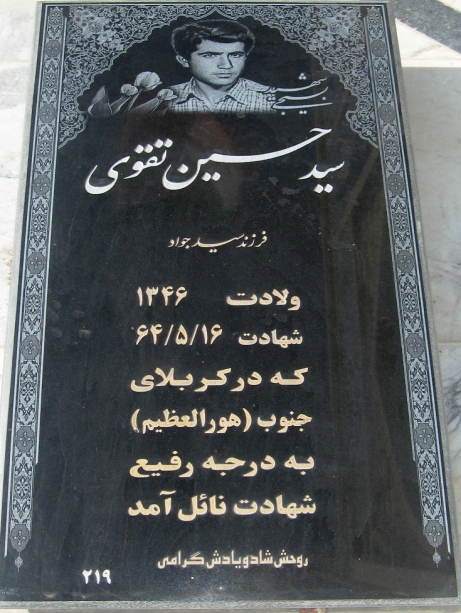 شهید
بسیجی
سید حسین تقوی
فرزند سید جواد
ولادت ۱۳۴۶
شهادت ۶۴/۵/۱۶
که در کربلای
جنوب (هورالعظیم)
به درجه رفیع
شهادت نائل آمد
روحش شاد و یادش گرامی
۲۱۹